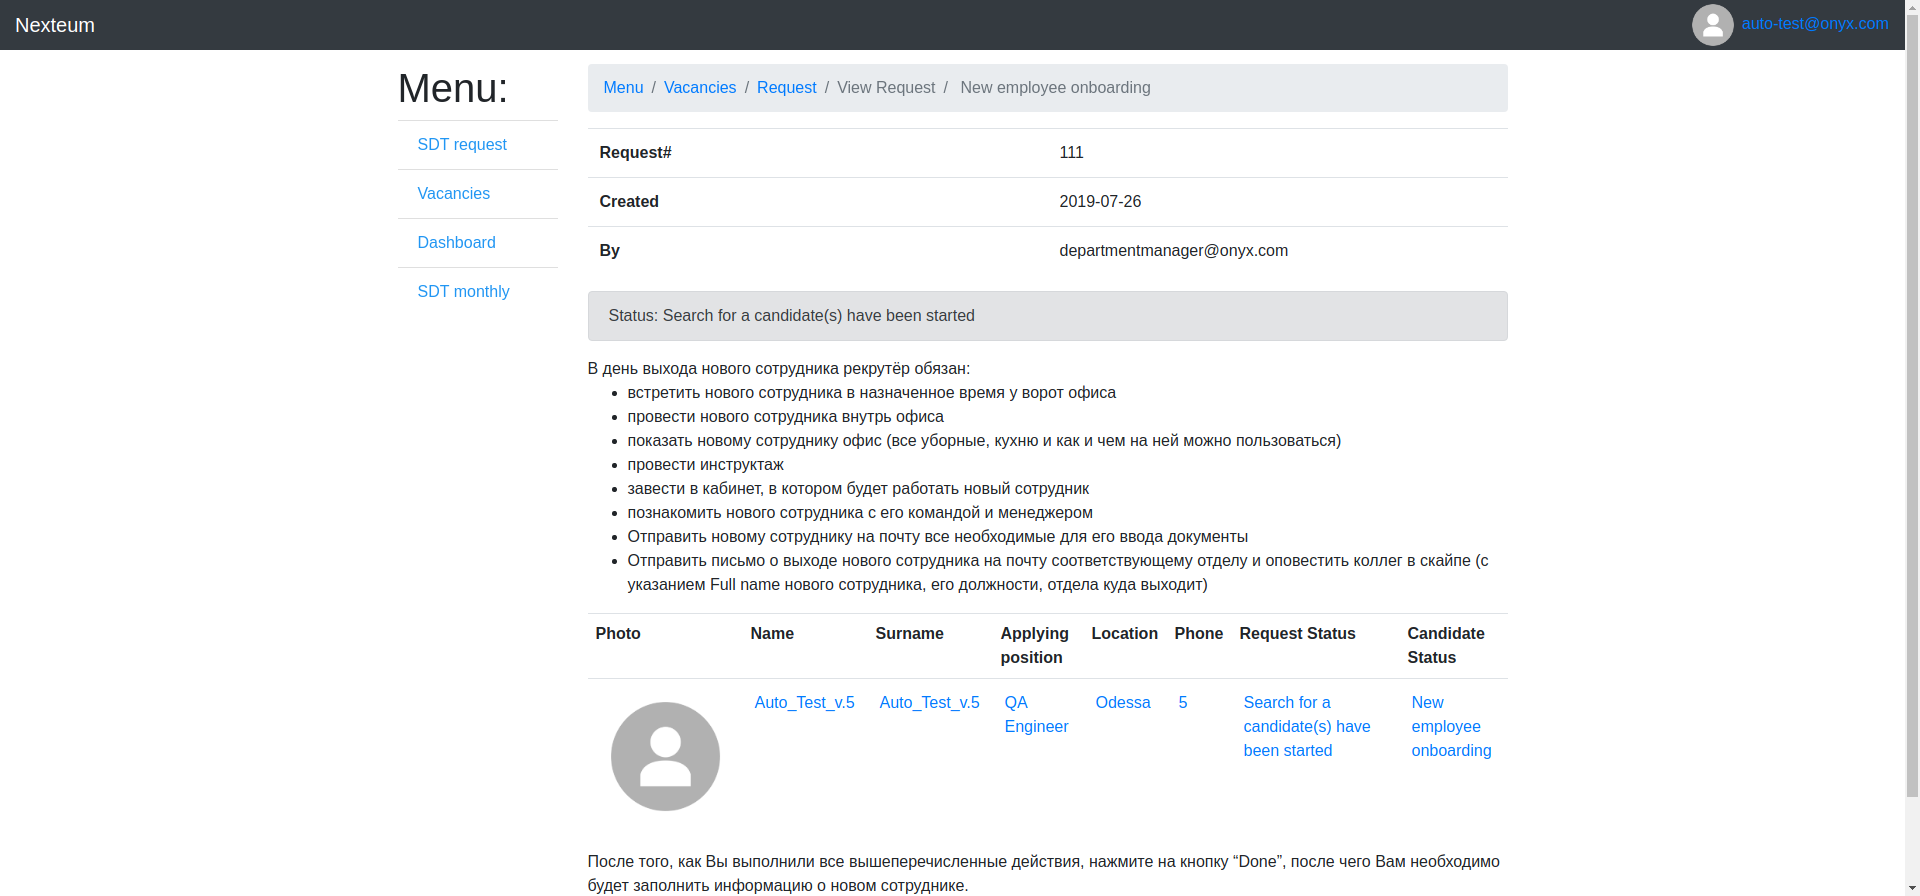 Nexteum
auto-test@onyx.com
Menu:
SDT request
Vacancies
Dashboard
SDT monthly
Menu / Vacancies / Request / View Request / New employee onboarding
Request# 111
Created 2019-07-26
By departmentmanager@onyx.com
Status: Search for a candidate(s) have been started
В день выхода нового сотрудника рекрутёр обязан:
встретить нового сотрудника в назначенное время у ворот офиса
провести нового сотрудника внутрь офиса
показать новому сотруднику офис (все уборные, кухню и как и чем на ней можно пользоваться)
провести инструктаж
завести в кабинет, в котором будет работать новый сотрудник
познакомить нового сотрудника с его командой и менеджером
Отправить новому сотруднику на почту все необходимые для его ввода документы
Отправить письмо о выходе нового сотрудника на почту соответствующему отделу и оповестить коллег в скайпе (с
указанием Full name нового сотрудника, его должности, отдела куда выходит)
Photo Name Surname Applying Location Phone Request Status Candidate
position Status
Auto_Test_v.5 Auto_Test_v.5 QA Odessa 5 Search for a New
Engineer candidate(s) have employee
been started onboarding
После того, как Вы выполнили все вышеперечисленные действия, нажмите на кнопку “Done”, после чего Вам необходимо
будет заполнить информацию о новом сотруднике.